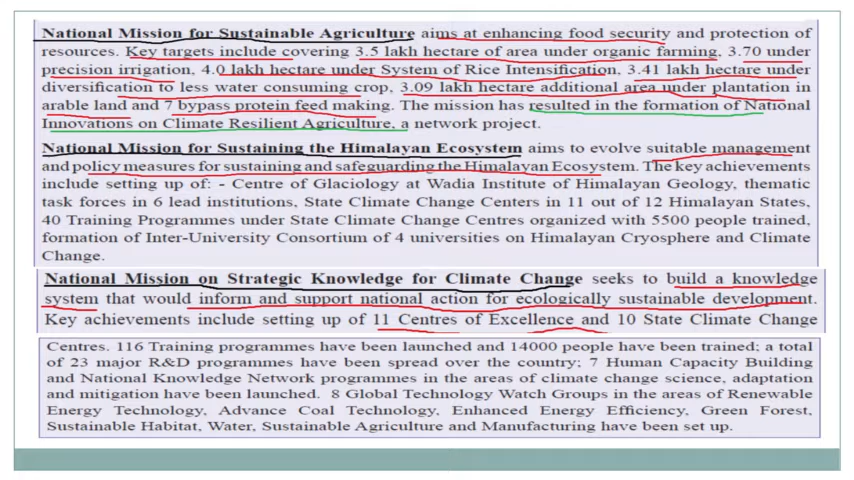 National Mission for Sustainable Agriculture aims at enhancing food security and protection of
resources. Key targets include covering 3.5 lakh hectare of area under organic farming, 3.70 under
precision irrigation, 4.0 lakh hectare under System of Rice Intensification, 3.41 lakh hectare under
diversification to less water consuming crop, 3.09 lakh hectare additional area under plantation in
arable land and 7 bypass protein feed making. The mission has resulted in the formation of National
Innovations on Climate Resilient Agriculture, a network project.
National Mission for Sustaining the Himalayan Ecosystem aims to evolve suitable management
and policy measures for sustaining and safeguarding the Himalayan Ecosystem. The key achievements
include setting up of: - Centre of Glaciology at Wadia Institute of Himalayan Geology, thematic
task forces in 6 lead institutions, State Climate Change Centers in 11 out of 12 Himalayan States,
40 Training Programmes under State Climate Change Centres organized with 5500 people trained,
formation of Inter-University Consortium of 4 universities on Himalayan Cryosphere and Climate
Change.
National Mission on Strategic Knowledge for Climate Change seeks to build a knowledge
system that would inform and support national action for ecologically sustainable development.
Key achievements include setting up of 11 Centres of Excellence and 10 State Climate Change
Centres. 116 Training programmes have been launched and 14000 people have been trained; a total
of 23 major R&D programmes have been spread over the country; 7 Human Capacity Building
and National Knowledge Network programmes in the areas of climate change science, adaptation
and mitigation have been launched. 8 Global Technology Watch Groups in the areas of Renewable
Energy Technology, Advance Coal Technology, Enhanced Energy Efficiency, Green Forest,
Sustainable Habitat, Water, Sustainable Agriculture and Manufacturing have been set up.